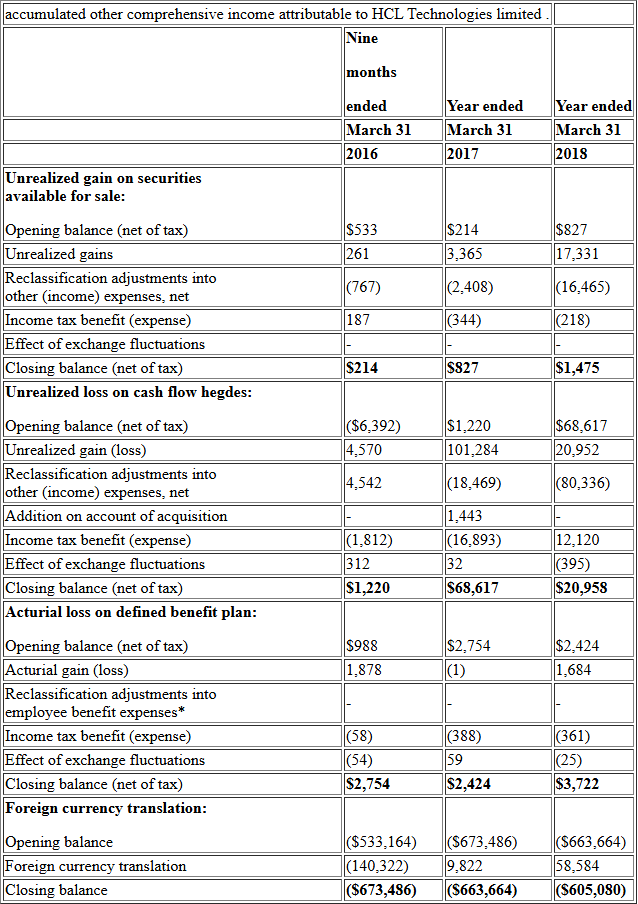 accumulated other comprehensive income attributable to HCL Technologies limited .
Nine
months
ended Year ended Year ended
March 31 March 31 March 31
2016 2017 2018
Unrealized gain on securities
available for sale:
Opening balance (net of tax) $533 $214 $827
Unrealized gains 261 3,365 17,331
Reclassification adjustments into
other (income) expenses, net (767) (2,408) (16,465)
Income tax benefit (expense) 187 (344) (218)
Effect of exchange fluctuations - - -
Closing balance (net of tax) $214 $827 $1,475
Unrealized loss on cash flow hegdes:
Opening balance (net of tax) ($6,392) $1,220 $68,617
Unrealized gain (loss) 4,570 101,284 20,952
Reclassification adjustments into
other (income) expenses, net 4,542 (18,469) (80,336)
Addition on account of acquisition - 1,443 -
Income tax benefit (expense) (1,812) (16,893) 12,120
Effect of exchange fluctuations 312 32 (395)
Closing balance (net of tax) $1,220 $68,617 $20,958
Acturial loss on defined benefit plan:
Opening balance (net of tax) $988 $2,754 $2,424
Acturial gain (loss) 1,878 (1) 1,684
Reclassification adjustments into
employee benefit expenses* - - -
Income tax benefit (expense) (58) (388) (361)
Effect of exchange fluctuations (54) 59 (25)
Closing balance (net of tax) $2,754 $2,424 $3,722
Foreign currency translation:
Opening balance ($533,164) ($673,486) ($663,664)
Foreign currency translation (140,322) 9,822 58,584
Closing balance ($673,486) ($663,664) ($605,080)